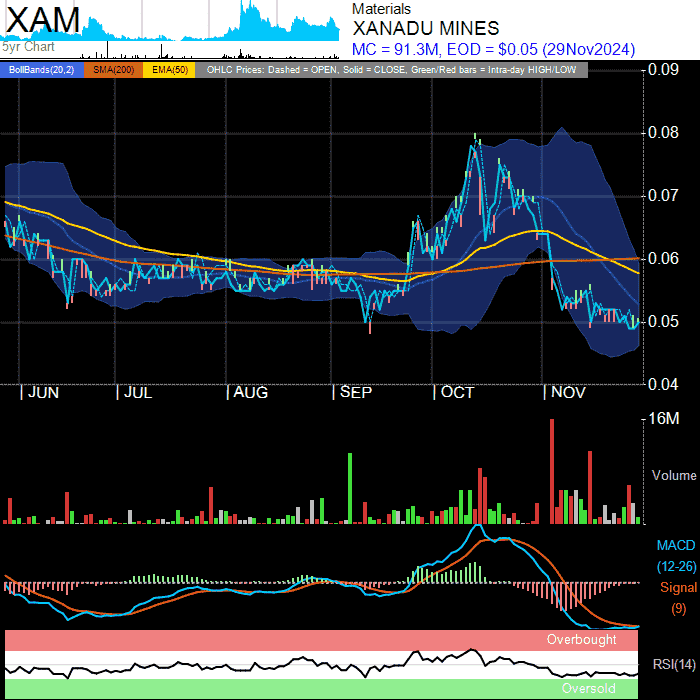 XAM
5yr Chart
Materials
XANADU MINES
MC = 91.3M, EOD = $0.05 (29Nov2024)
BollBands(20,2) SMA(200) EMA(50) OHLC Prices: Dashed = OPEN, Solid = CLOSE, Green/Red bars = Intra-day HIGH/LOW
0.09
0.08
0.07
0.06
0.05
0.04
| JUN | JUL | AUG | SEP | OCT | NOV
16M
Volume
MACD
(12-26)
Signal
(9)
Overbought
RSI(14)
Oversold